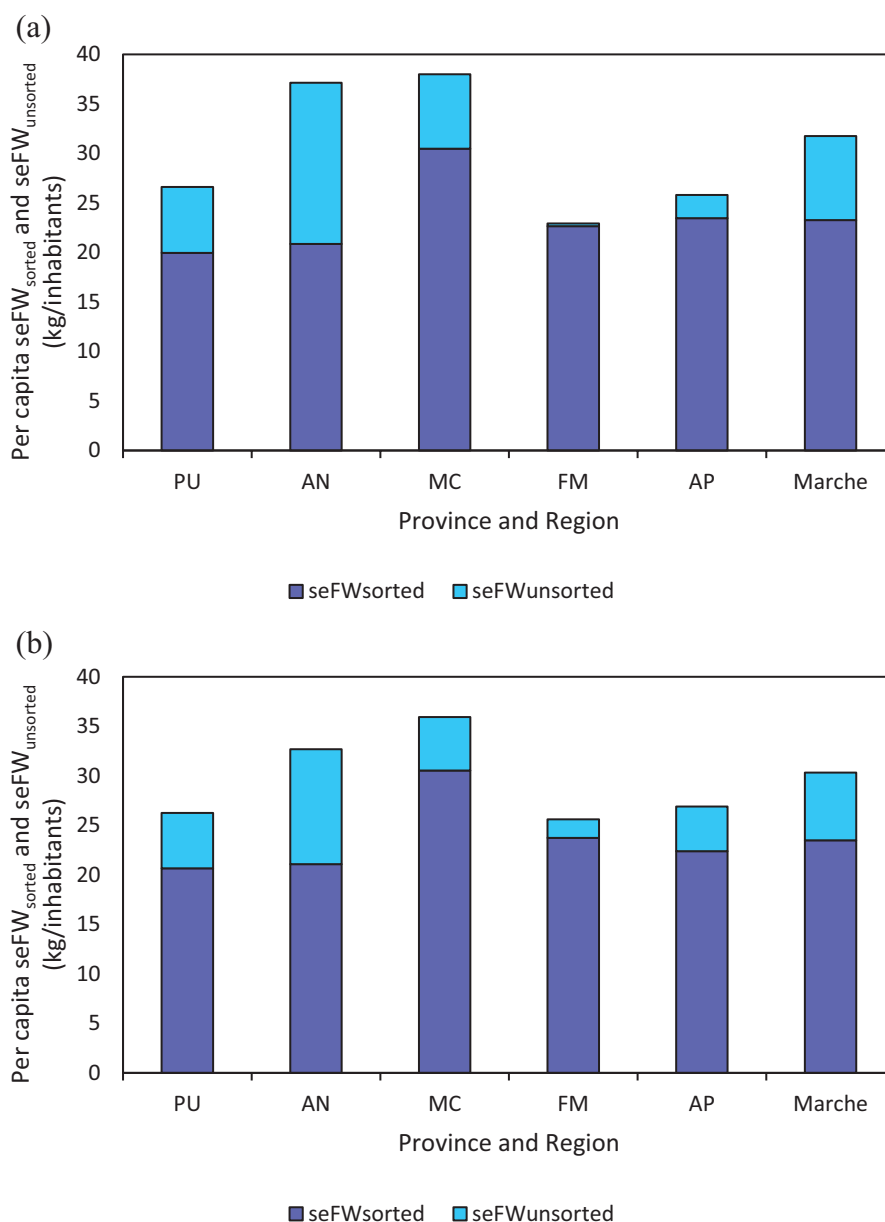 (a)
Per capita seFWsorted and seFWunsorted
(kg/inhabitants)
40
35
30
25
20
15
10
5
0
PU AN MC FM AP Marche
Province and Region
seFWsorted seFWunsorted
(b)
Per capita seFWsorted and seFWunsorted
(kg/inhabitants)
40
35
30
25
20
15
10
5
0
PU AN MC FM AP Marche
Province and Region
seFWsorted seFWunsorted